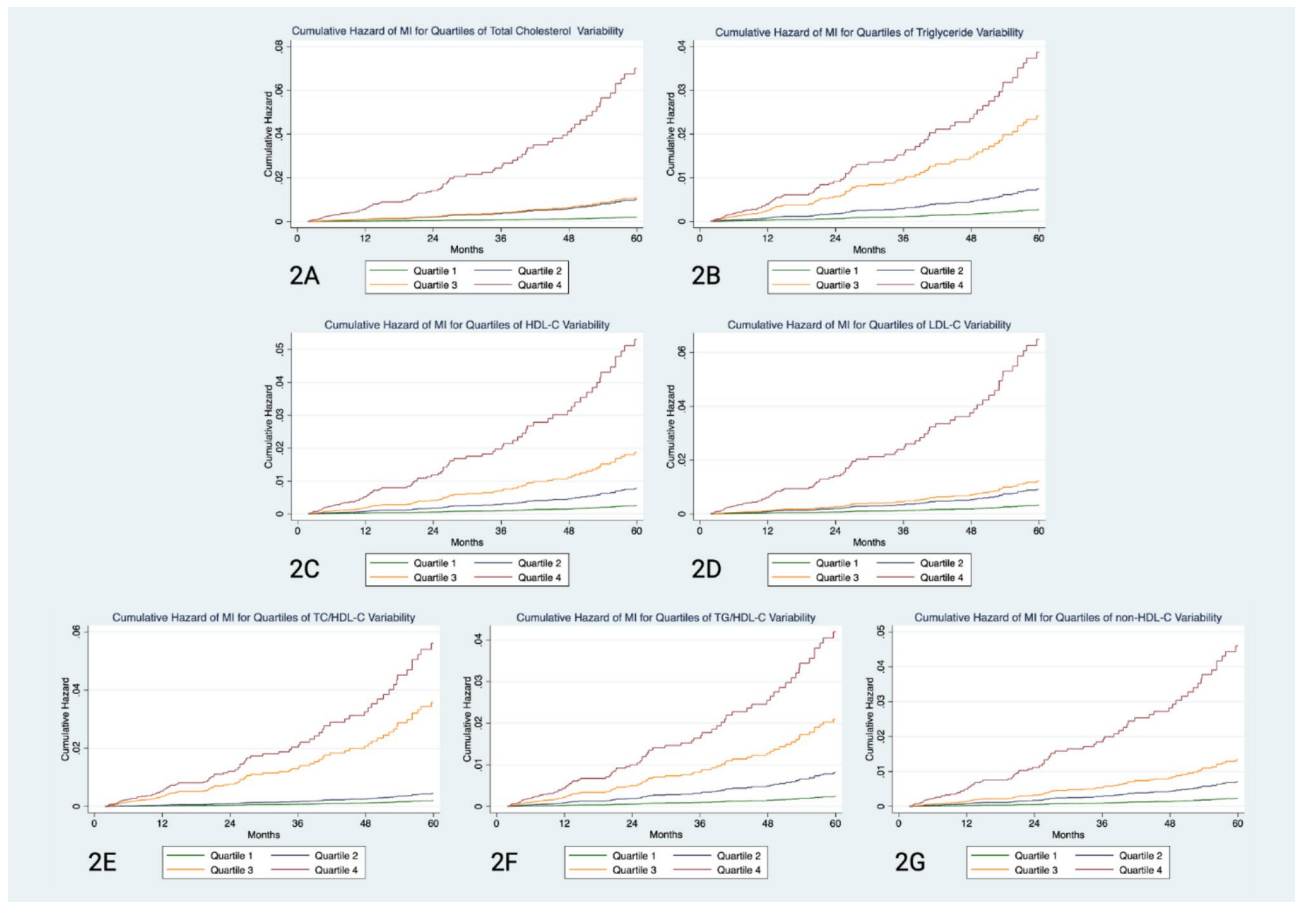 Cumulative Hazard of MI for Quartiles of Total Cholesterol Variability
Cumulative Hazard
0 .02 .04 .06 .08
0 12 24 36 48 60
Months
2A
Quartile 1 Quartile 2
Quartile 3 Quartile 4
Cumulative Hazard of MI for Quartiles of Triglyceride Variability
Cumulative Hazard
0 .01 .02 .03 .04
0 12 24 36 48 60
Months
2B
Quartile 1 Quartile 2
Quartile 3 Quartile 4
Cumulative Hazard of MI for Quartiles of HDL-C Variability
Cumulative Hazard
0 .01 .02 .03 .04 .05
0 12 24 36 48 60
Months
2C
Quartile 1 Quartile 2
Quartile 3 Quartile 4
Cumulative Hazard of MI for Quartiles of LDL-C Variability
Cumulative Hazard
0 .02 .04 .06
0 12 24 36 48 60
Months
2D
Quartile 1 Quartile 2
Quartile 3 Quartile 4
Cumulative Hazard of MI for Quartiles of TC/HDL-C Variability
Cumulative Hazard
0 .02 .04 .06
0 12 24 36 48 60
Months
2E
Quartile 1 Quartile 2
Quartile 3 Quartile 4
Cumulative Hazard of MI for Quartiles of TG/HDL-C Variability
Cumulative Hazard
0 .01 .02 .03 .04
0 12 24 36 48 60
Months
2F
Quartile 1 Quartile 2
Quartile 3 Quartile 4
Cumulative Hazard of MI for Quartiles of non-HDL-C Variability
Cumulative Hazard
0 .01 .02 .03 .04 .05
0 12 24 36 48 60
Months
2G
Quartile 1 Quartile 2
Quartile 3 Quartile 4